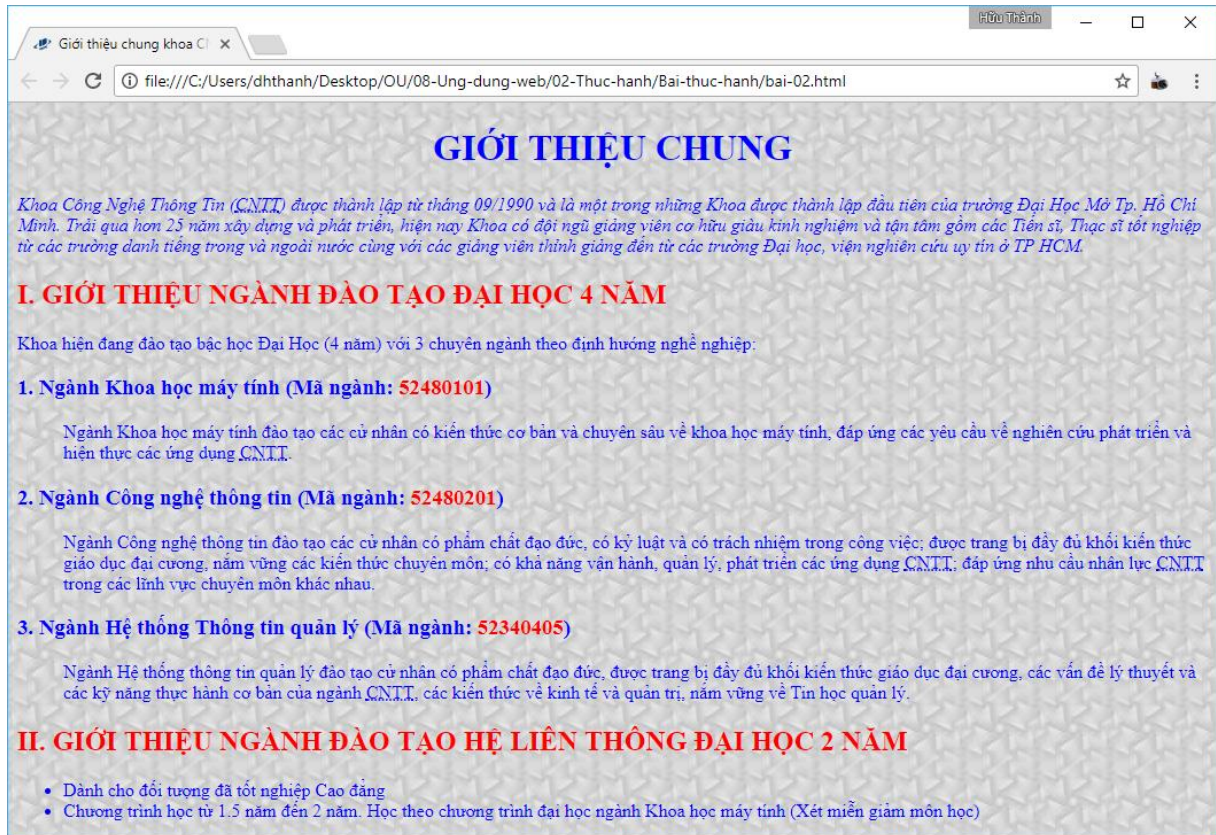 Hữu Thành
Giới thiệu chung khoa C
file:///C:/Users/dhthanh/Desktop/OU/08-Ung-dung-web/02-Thuc-hanh/Bai-thuc-hanh/bai-02.html
GIỚI THIỆU CHUNG
Khoa Công Nghệ Thông Tin (CNTT) được thành lập từ tháng 09/1990 và là một trong những Khoa được thành lập đầu tiên của trường Đại Học Mở Tp. Hồ Chí
Minh. Trải qua hơn 25 năm xây dựng và phát triển, hiện nay Khoa có đội ngũ giảng viên cơ hữu giàu kinh nghiệm và tận tâm gồm các Tiến sĩ, Thạc sĩ tốt nghiệp
từ các trường danh tiếng trong và ngoài nước cùng với các giảng viên thỉnh giảng đến từ các trường Đại học, viện nghiên cứu uy tín ở TP HCM.
I. GIỚI THIỆU NGÀNH ĐÀO TẠO ĐẠI HỌC 4 NĂM
Khoa hiện đang đào tạo bậc học Đại Học (4 năm) với 3 chuyên ngành theo định hướng nghề nghiệp:
1. Ngành Khoa học máy tính (Mã ngành: 52480101)
Ngành Khoa học máy tính đào tạo các cử nhân có kiến thức cơ bản và chuyên sâu về khoa học máy tính, đáp ứng các yêu cầu về nghiên cứu phát triển và
hiện thực các ứng dụng CNTT.
2. Ngành Công nghệ thông tin (Mã ngành: 52480201)
Ngành Công nghệ thông tin đào tạo các cử nhân có phẩm chất đạo đức, có kỷ luật và có trách nhiệm trong công việc; được trang bị đầy đủ khối kiến thức
giáo dục đại cương, nắm vững các kiến thức chuyên môn; có khả năng vận hành, quản lý, phát triển các ứng dụng CNTT; đáp ứng nhu cầu nhân lực CNTT
trong các lĩnh vực chuyên môn khác nhau.
3. Ngành Hệ thống Thông tin quản lý (Mã ngành: 52340405)
Ngành Hệ thống thông tin quản lý đào tạo cử nhân có phẩm chất đạo đức, được trang bị đầy đủ khối kiến thức giáo dục đại cương, các vấn đề lý thuyết và
các kỹ năng thực hành cơ bản của ngành CNTT, các kiến thức về kinh tế và quản trị, nắm vững về Tin học quản lý.
II. GIỚI THIỆU NGÀNH ĐÀO TẠO HỆ LIÊN THÔNG ĐẠI HỌC 2 NĂM
• Dành cho đối tượng đã tốt nghiệp Cao đẳng
• Chương trình học từ 1.5 năm đến 2 năm. Học theo chương trình đại học ngành Khoa học máy tính (Xét miễn giảm môn học)